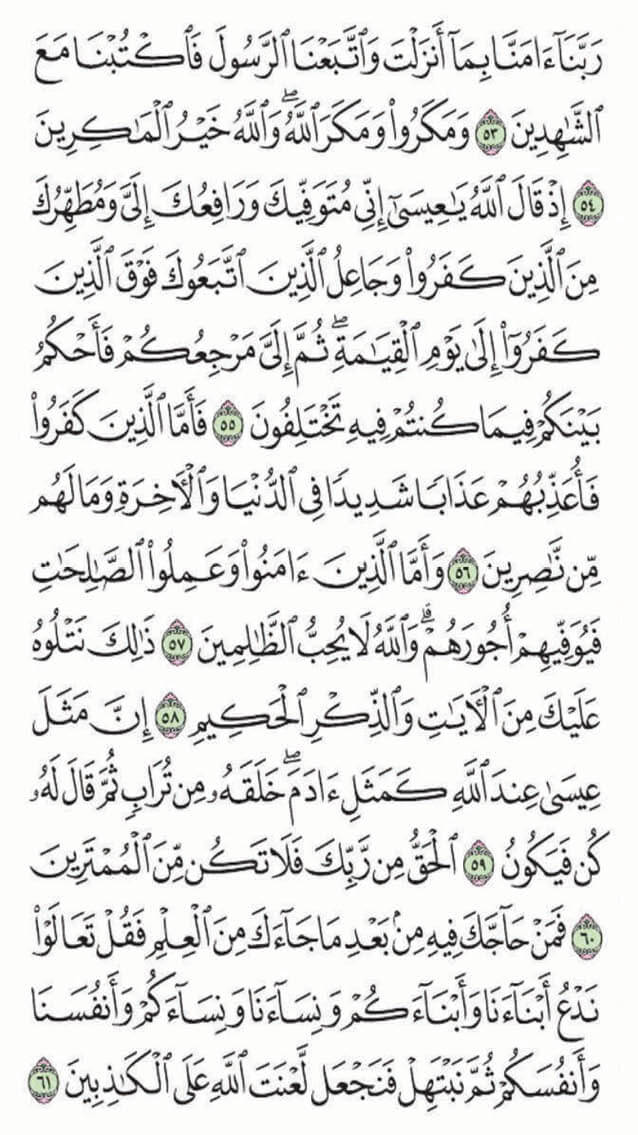 رَبَّنَآ ءَامَنَّا بِمَآ أَنزَلْتَ وَٱتَّبَعْنَا ٱلرَّسُولَ فَٱكْتُبْنَا مَعَ
ٱلشَّٰهِدِينَ ٥٣ وَمَكَرُوا۟ وَمَكَرَ ٱللَّهُ ۖ وَٱللَّهُ خَيْرُ ٱلْمَٰكِرِينَ
٥٤ إِذْ قَالَ ٱللَّهُ يَٰعِيسَىٰٓ إِنِّى مُتَوَفِّيكَ وَرَافِعُكَ إِلَىَّ وَمُطَهِّرُكَ
مِنَ ٱلَّذِينَ كَفَرُوا۟ وَجَاعِلُ ٱلَّذِينَ ٱتَّبَعُوكَ فَوْقَ ٱلَّذِينَ
كَفَرُوٓا۟ إِلَىٰ يَوْمِ ٱلْقِيَٰمَةِ ۖ ثُمَّ إِلَىَّ مَرْجِعُكُمْ فَأَحْكُمُ
بَيْنَكُمْ فِيمَا كُنتُمْ فِيهِ تَخْتَلِفُونَ ٥٥ فَأَمَّا ٱلَّذِينَ كَفَرُوا۟
فَأُعَذِّبُهُمْ عَذَابًا شَدِيدًا فِى ٱلدُّنْيَا وَٱلْـَٔاخِرَةِ وَمَا لَهُم
مِّن نَّٰصِرِينَ ٥٦ وَأَمَّا ٱلَّذِينَ ءَامَنُوا۟ وَعَمِلُوا۟ ٱلصَّٰلِحَٰتِ
فَيُوَفِّيهِمْ أُجُورَهُمْ ۗ وَٱللَّهُ لَا يُحِبُّ ٱلظَّٰلِمِينَ ٥٧ ذَٰلِكَ نَتْلُوهُ
عَلَيْكَ مِنَ ٱلْـَٔايَٰتِ وَٱلذِّكْرِ ٱلْحَكِيمِ ٥٨ إِنَّ مَثَلَ
عِيسَىٰ عِندَ ٱللَّهِ كَمَثَلِ ءَادَمَ ۖ خَلَقَهُۥ مِن تُرَابٍ ثُمَّ قَالَ لَهُۥ
كُن فَيَكُونُ ٥٩ ٱلْحَقُّ مِن رَّبِّكَ فَلَا تَكُن مِّنَ ٱلْمُمْتَرِينَ
٦٠ فَمَنْ حَآجَّكَ فِيهِ مِنۢ بَعْدِ مَا جَآءَكَ مِنَ ٱلْعِلْمِ فَقُلْ تَعَالَوْا۟
نَدْعُ أَبْنَآءَنَا وَأَبْنَآءَكُمْ وَنِسَآءَنَا وَنِسَآءَكُمْ وَأَنفُسَنَا
وَأَنفُسَكُمْ ثُمَّ نَبْتَهِلْ فَنَجْعَل لَّعْنَتَ ٱللَّهِ عَلَى ٱلْكَٰذِبِينَ ٦١